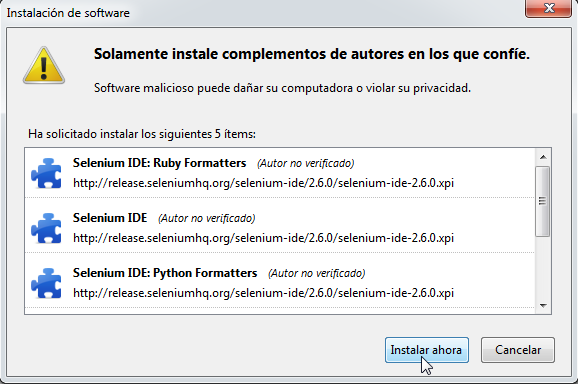 Instalación de software
Solamente instale complementos de autores en los que confíe.
Software malicioso puede dañar su computadora o violar su privacidad.
Ha solicitado instalar los siguientes 5 ítems:
Selenium IDE: Ruby Formatters (Autor no verificado)
http://release.seleniumhq.org/selenium-ide/2.6.0/selenium-ide-2.6.0.xpi
Selenium IDE (Autor no verificado)
http://release.seleniumhq.org/selenium-ide/2.6.0/selenium-ide-2.6.0.xpi
Selenium IDE: Python Formatters (Autor no verificado)
http://release.seleniumhq.org/selenium-ide/2.6.0/selenium-ide-2.6.0.xpi
Instalar ahora Cancelar